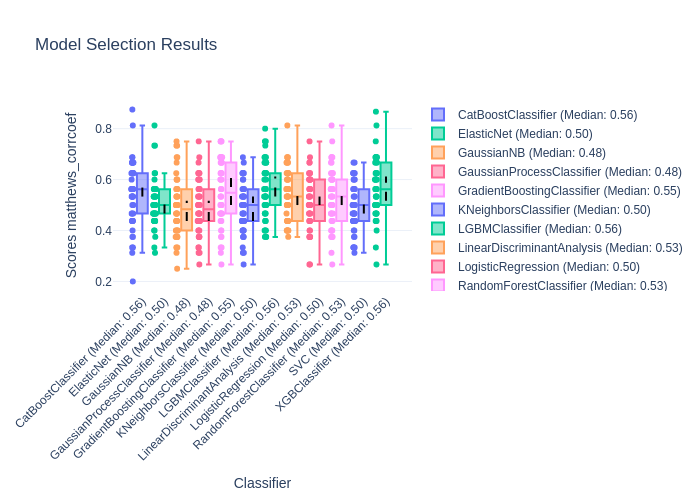 Model Selection Results
Scores matthews_corrcoef
0.8
0.6
0.4
0.2
CatBoostClassifier (Median: 0.56)
ElasticNet (Median: 0.50)
GaussianNB (Median: 0.48)
GaussianProcessClassifier (Median: 0.48)
GradientBoostingClassifier (Median: 0.55)
KNeighborsClassifier (Median: 0.50)
LGBMClassifier (Median: 0.56)
LinearDiscriminantAnalysis (Median: 0.53)
LogisticRegression (Median: 0.50)
RandomForestClassifier (Median: 0.53)
SVC (Median: 0.50)
XGBClassifier (Median: 0.56)
Classifier
CatBoostClassifier (Median: 0.56)
ElasticNet (Median: 0.50)
GaussianNB (Median: 0.48)
GaussianProcessClassifier (Median: 0.48)
GradientBoostingClassifier (Median: 0.55)
KNeighborsClassifier (Median: 0.50)
LGBMClassifier (Median: 0.56)
LinearDiscriminantAnalysis (Median: 0.53)
LogisticRegression (Median: 0.50)
RandomForestClassifier (Median: 0.53)